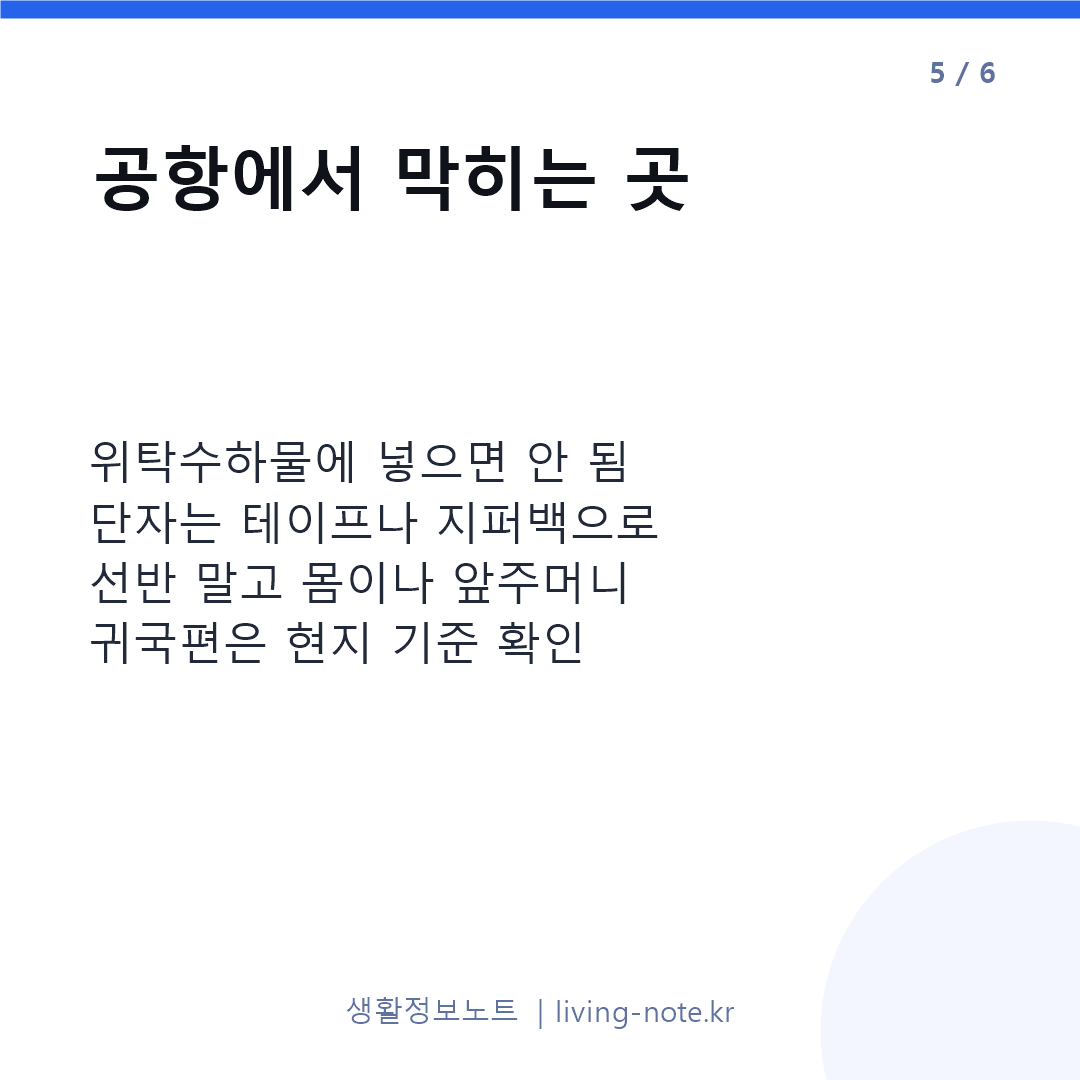 5 / 6
공항에서 막히는 곳
위탁수하물에 넣으면 안 됨
단자는 테이프나 지퍼백으로
선반 말고 몸이나 앞주머니
귀국편은 현지 기준 확인
생활정보노트 | living-note.kr